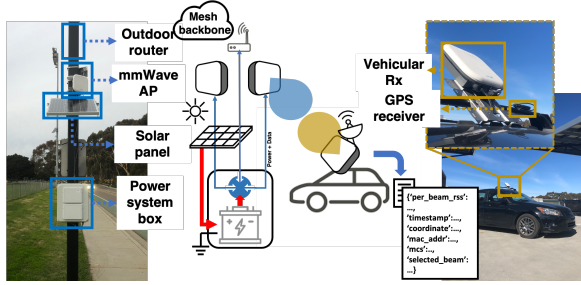 Outdoor
router
mmWave
AP
Solar
panel
Power
system
box
Mesh
backbone
Power + Data
Vehicular
Rx
GPS
receiver
{'per_beam_rss':
...,
'timestamp':...,
'coordinate':...,
'mac_addr':...,
'mcs':..,
'selected_beam':
...}